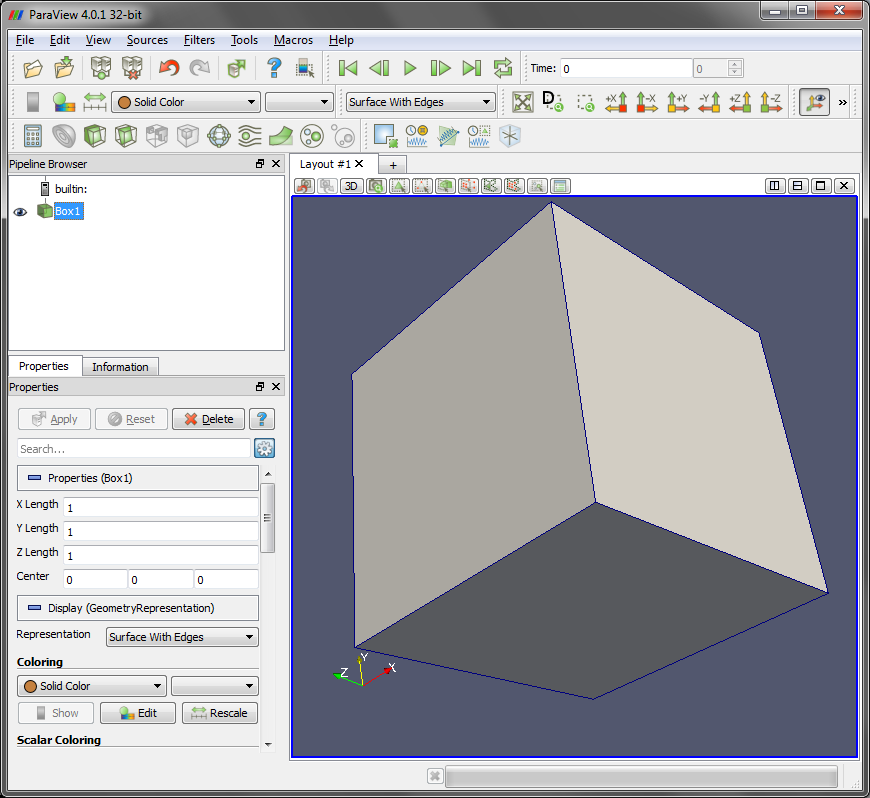 ParaView 4.0.1 32-bit
File Edit View Sources Filters Tools Macros Help
? Time: 0 0
Solid Color Surface With Edges D +X -X +Y -Y +Z -Z »
Pipeline Browser
Layout #1 +
3D
builtin:
Box1
Properties Information
Properties
Apply Reset Delete ?
Search...
Properties (Box1)
X Length 1
Y Length 1
Z Length 1
Center 0 0 0
Display (GeometryRepresentation)
Representation Surface With Edges
Coloring
Solid Color
Show Edit Rescale
Scalar Coloring
Y
Z X